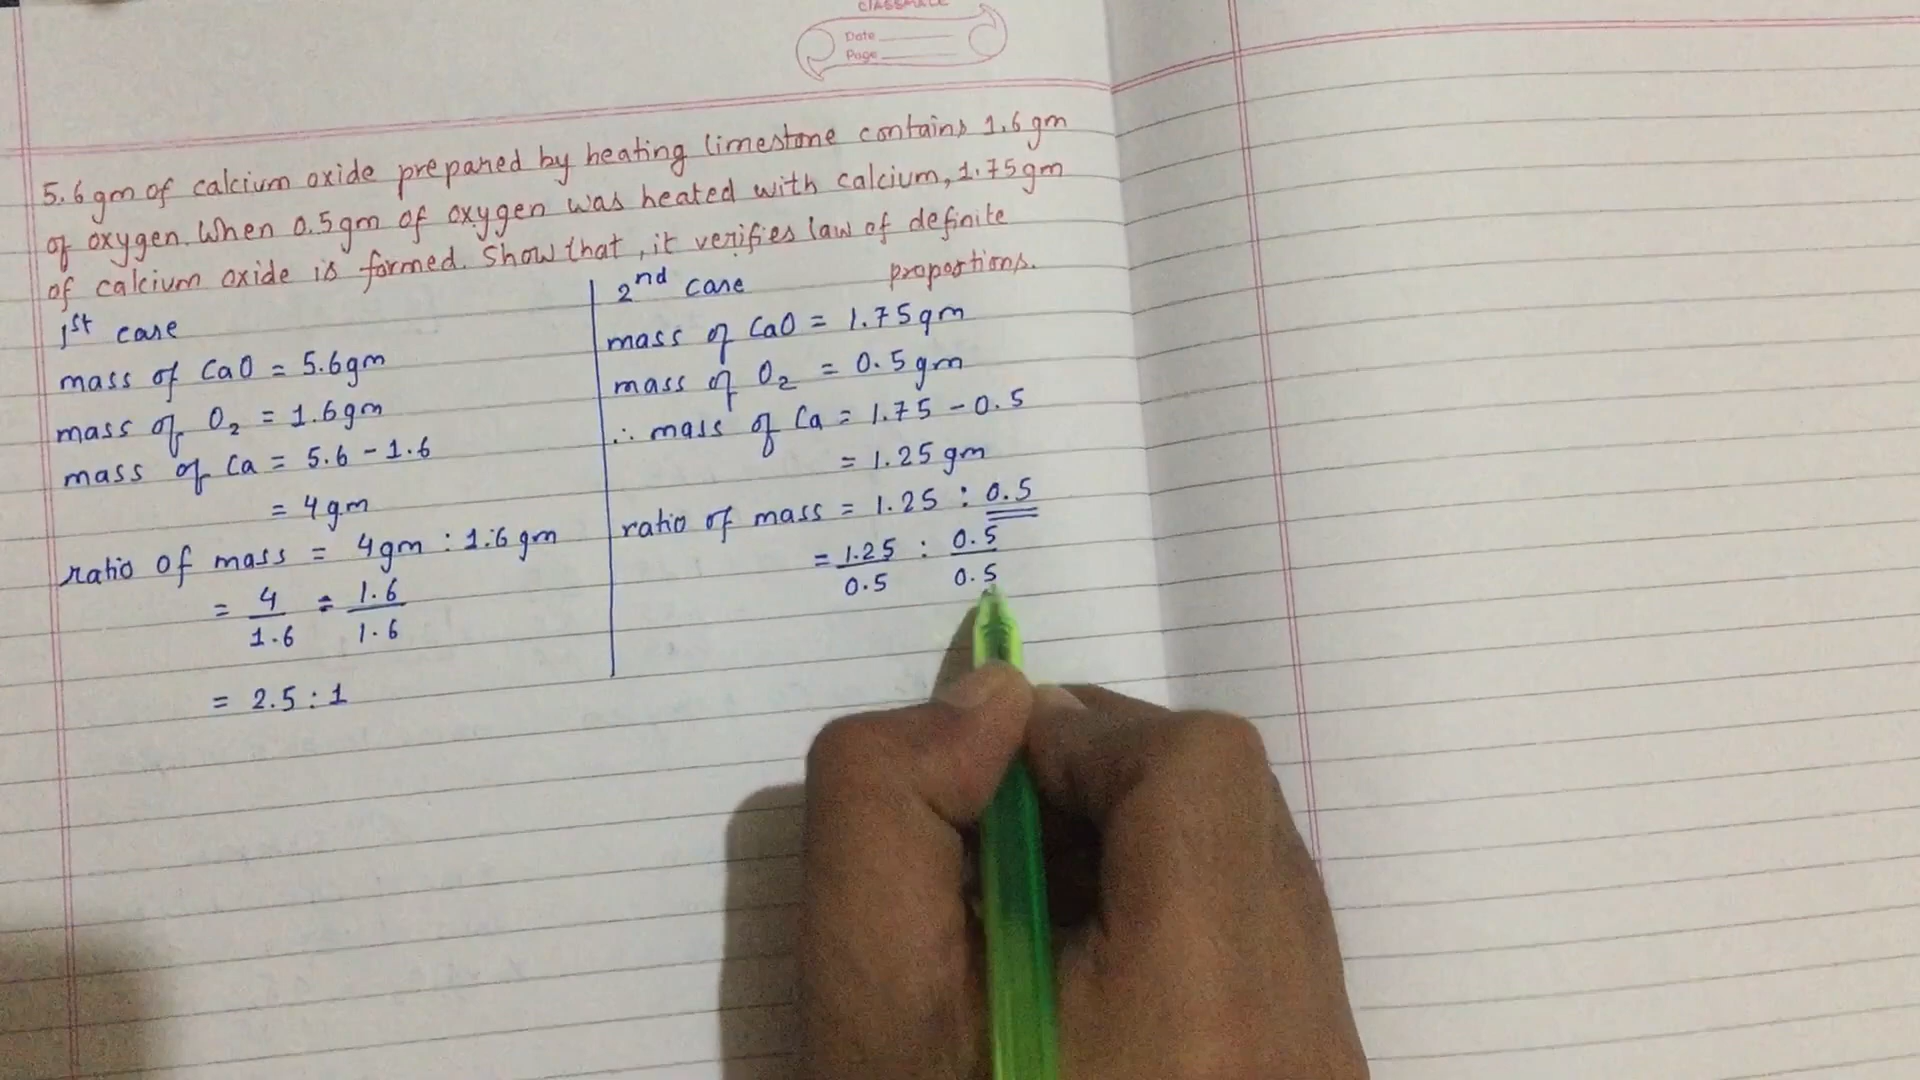 classmate
Date
Page
5.6 gm of calcium oxide prepared by heating limestone contains 1.6 gm
of oxygen. When 0.5 gm of oxygen was heated with calcium, 1.75 gm
of calcium oxide is formed. Show that, it verifies law of definite
proportions.
1st case
mass of CaO = 5.6 gm
mass of O2 = 1.6 gm
mass of Ca = 5.6 - 1.6
= 4 gm
ratio of mass = 4 gm : 1.6 gm
= 4/1.6 : 1.6/1.6
= 2.5 : 1
2nd case
mass of CaO = 1.75 gm
mass of O2 = 0.5 gm
∴ mass of Ca = 1.75 - 0.5
= 1.25 gm
ratio of mass = 1.25 : 0.5
= 1.25/0.5 : 0.5/0.5